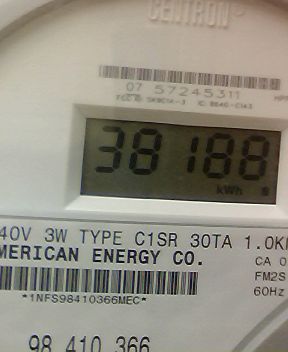 CENTRON
07 57245311
38188
kWh
40V 3W TYPE C1SR 30TA 1.0K
MERICAN ENERGY CO.
CA 0
FM2S
60Hz
*1NFS98410366MEC*
98 410 366